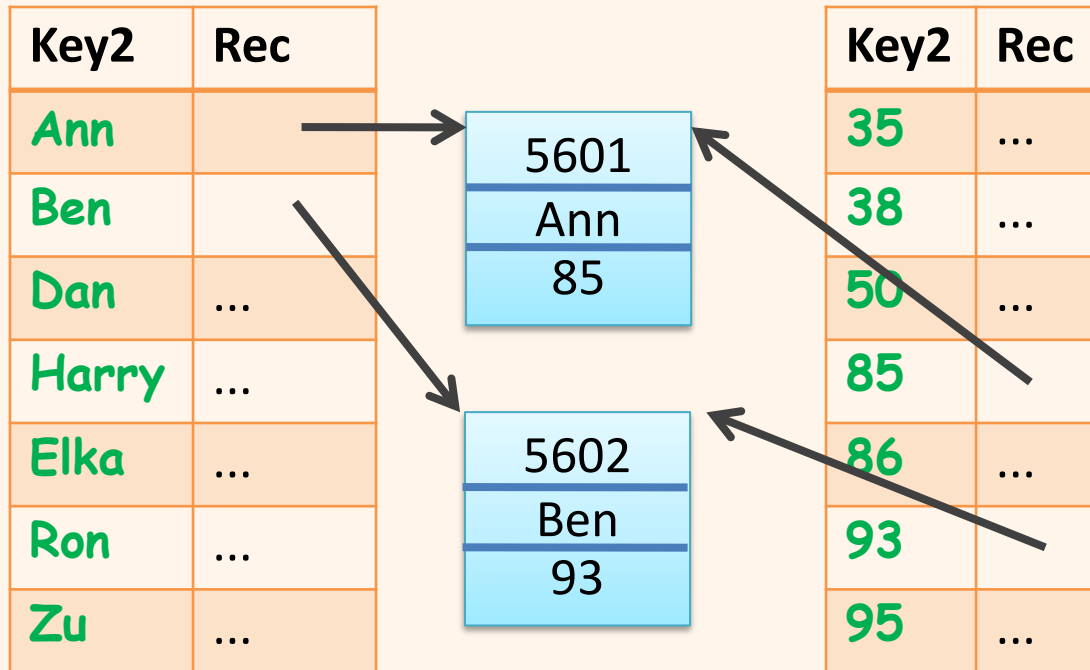 Key2 Rec
Ann
Ben
Dan ...
Harry ...
Elka ...
Ron ...
Zu ...
5601
Ann
85
5602
Ben
93
Key2 Rec
35 ...
38 ...
50 ...
85
86 ...
93
95 ...